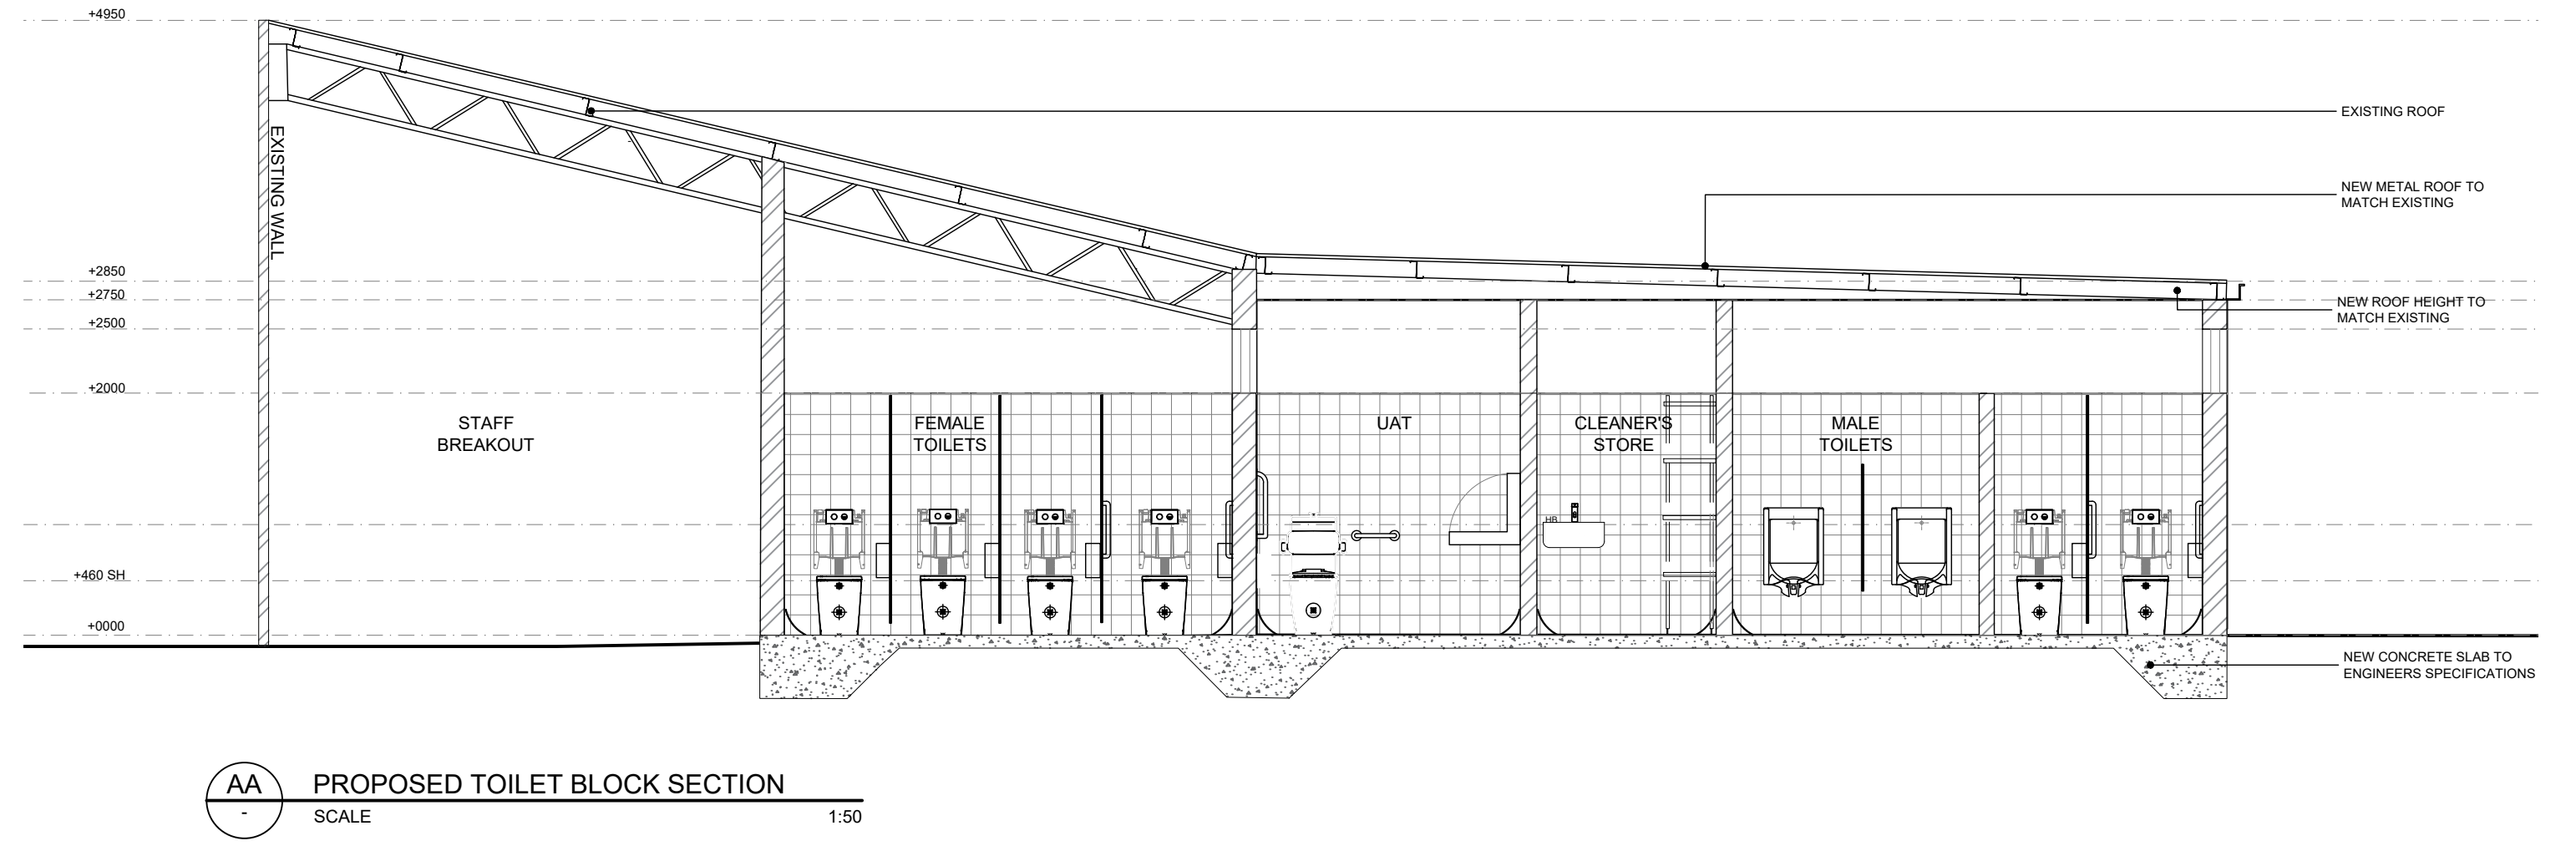 +4950
EXISTING ROOF
EXISTING WALL
NEW METAL ROOF TO
MATCH EXISTING
+2850
+2750
NEW ROOF HEIGHT TO
MATCH EXISTING
+2500
+2000
STAFF
BREAKOUT
FEMALE
TOILETS
UAT
CLEANER'S
STORE
MALE
TOILETS
HB
+460 SH
+0000
NEW CONCRETE SLAB TO
ENGINEERS SPECIFICATIONS
AA
-
PROPOSED TOILET BLOCK SECTION
SCALE 1:50